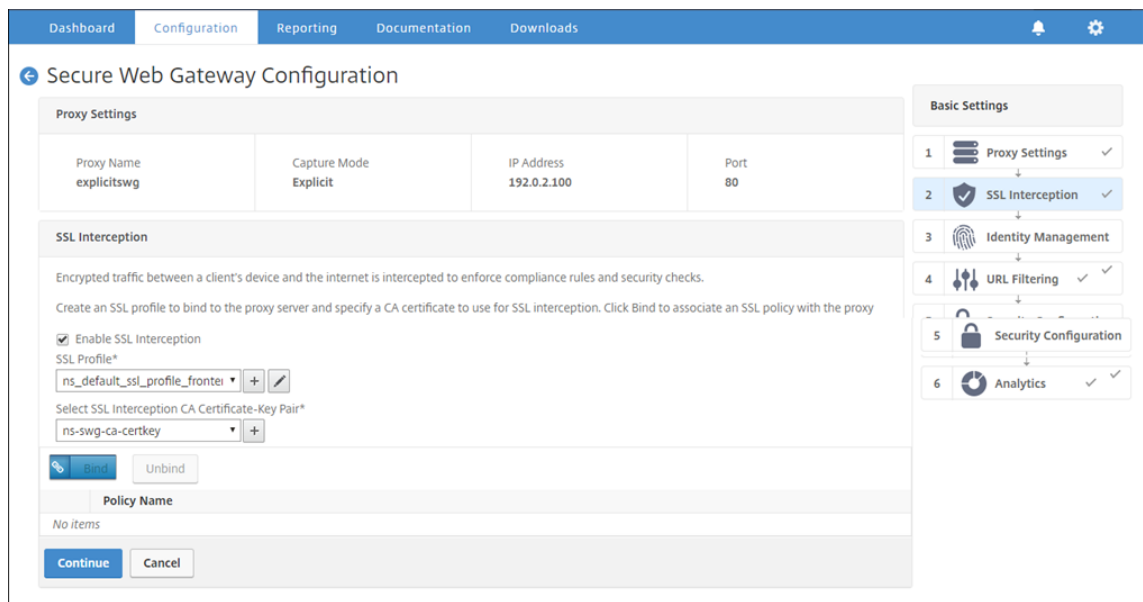 Dashboard Configuration Reporting Documentation Downloads
Secure Web Gateway Configuration
Proxy Settings
Proxy Name Capture Mode IP Address Port
explicitswg Explicit 192.0.2.100 80
SSL Interception
Encrypted traffic between a client's device and the internet is intercepted to enforce compliance rules and security checks.
Create an SSL profile to bind to the proxy server and specify a CA certificate to use for SSL interception. Click Bind to associate an SSL policy with the proxy
Enable SSL Interception
SSL Profile*
ns_default_ssl_profile_fronte
Select SSL Interception CA Certificate-Key Pair*
ns-swg-ca-certkey
Bind Unbind
Policy Name
No items
Continue Cancel
Basic Settings
1 Proxy Settings
2 SSL Interception
3 Identity Management
4 URL Filtering
5 Security Configuration
6 Analytics